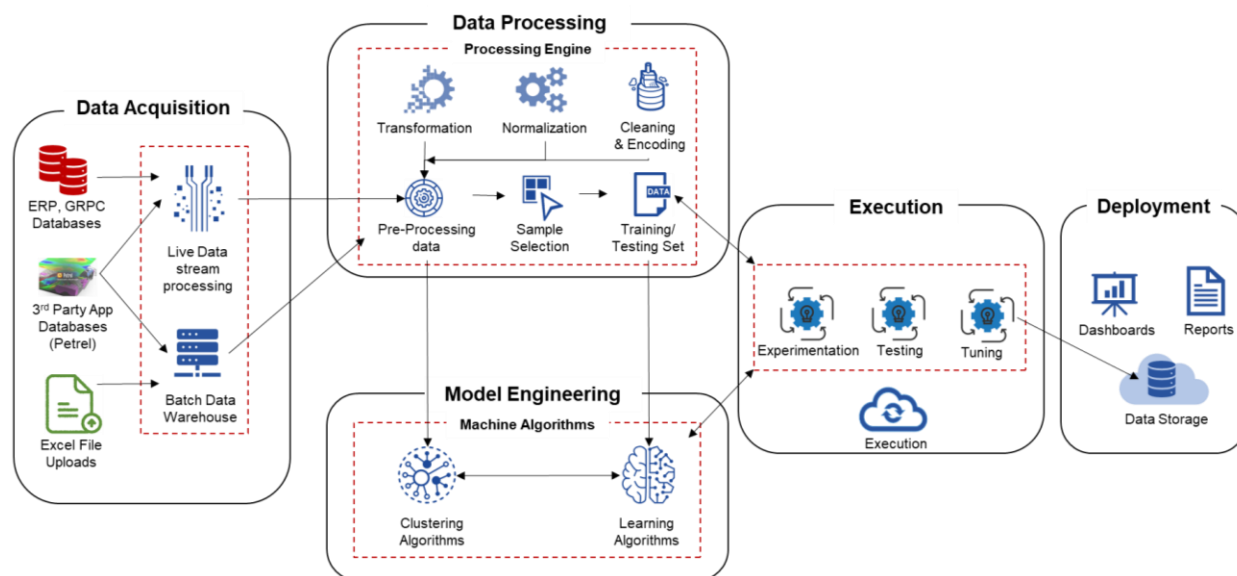 Data Acquisition
ERP, GRPC
Databases
3rd Party App
Databases
(Petrel)
Excel File
Uploads
Live Data
stream
processing
Batch Data
Warehouse
Data Processing
Processing Engine
Transformation
Normalization
Cleaning
& Encoding
Pre-Processing
data
Sample
Selection
DATA
Training/
Testing Set
Model Engineering
Machine Algorithms
Clustering
Algorithms
Learning
Algorithms
Execution
Experimentation
Testing
Tuning
Execution
Deployment
Dashboards
Reports
Data Storage